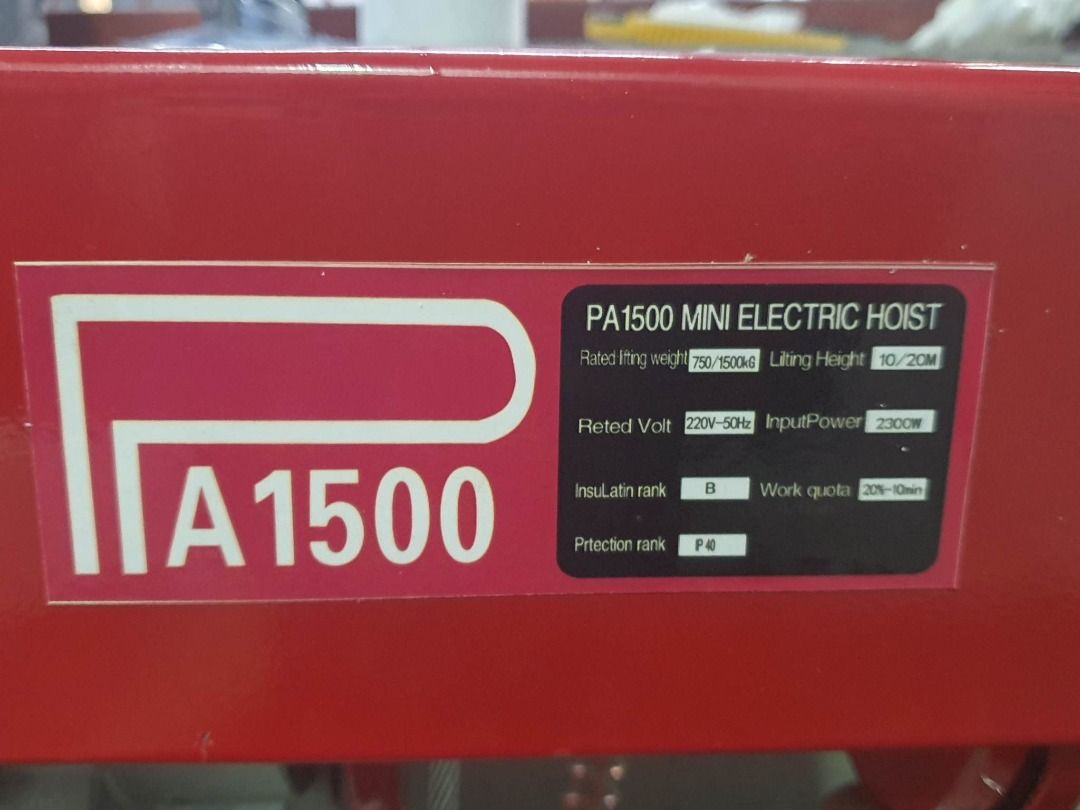 PA1500
PA1500 MINI ELECTRIC HOIST
Rated lifting weight 750/1500kG Lilting Height 10/20M
Reted Volt 220V-50Hz InputPower 2300W
InsuLatin rank B Work quota 20%-10min
Prtection rank IP40